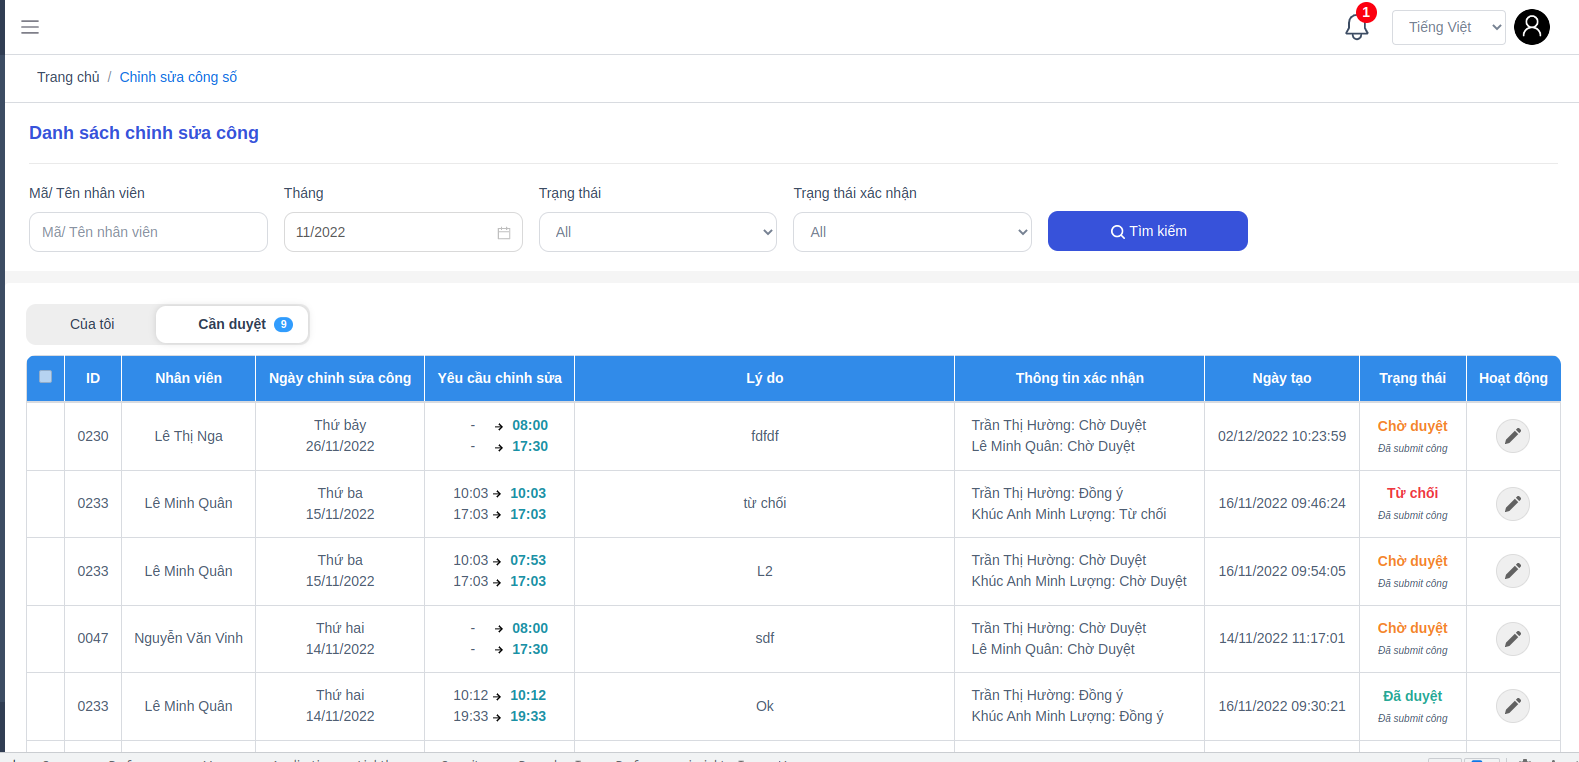 1
Tiếng Việt
Trang chủ / Chỉnh sửa công số
Danh sách chỉnh sửa công
Mã/ Tên nhân viên
Tháng
Trạng thái
Trạng thái xác nhận
Mã/ Tên nhân viên
11/2022
All
All
Tìm kiếm
Của tôi
Cần duyệt 9
ID Nhân viên Ngày chỉnh sửa công Yêu cầu chỉnh sửa Lý do Thông tin xác nhận Ngày tạo Trạng thái Hoạt động
0230
Lê Thị Nga
Thứ bảy
26/11/2022
- → 08:00
- → 17:30
fdfdf
Trần Thị Hường: Chờ Duyệt
Lê Minh Quân: Chờ Duyệt
02/12/2022 10:23:59
Chờ duyệt
Đã submit công
0233
Lê Minh Quân
Thứ ba
15/11/2022
10:03 → 10:03
17:03 → 17:03
từ chối
Trần Thị Hường: Đồng ý
Khúc Anh Minh Lượng: Từ chối
16/11/2022 09:46:24
Từ chối
Đã submit công
0233
Lê Minh Quân
Thứ ba
15/11/2022
10:03 → 07:53
17:03 → 17:03
L2
Trần Thị Hường: Chờ Duyệt
Khúc Anh Minh Lượng: Chờ Duyệt
16/11/2022 09:54:05
Chờ duyệt
Đã submit công
0047
Nguyễn Văn Vinh
Thứ hai
14/11/2022
- → 08:00
- → 17:30
sdf
Trần Thị Hường: Chờ Duyệt
Lê Minh Quân: Chờ Duyệt
14/11/2022 11:17:01
Chờ duyệt
Đã submit công
0233
Lê Minh Quân
Thứ hai
14/11/2022
10:12 → 10:12
19:33 → 19:33
Ok
Trần Thị Hường: Đồng ý
Khúc Anh Minh Lượng: Đồng ý
16/11/2022 09:30:21
Đã duyệt
Đã submit công